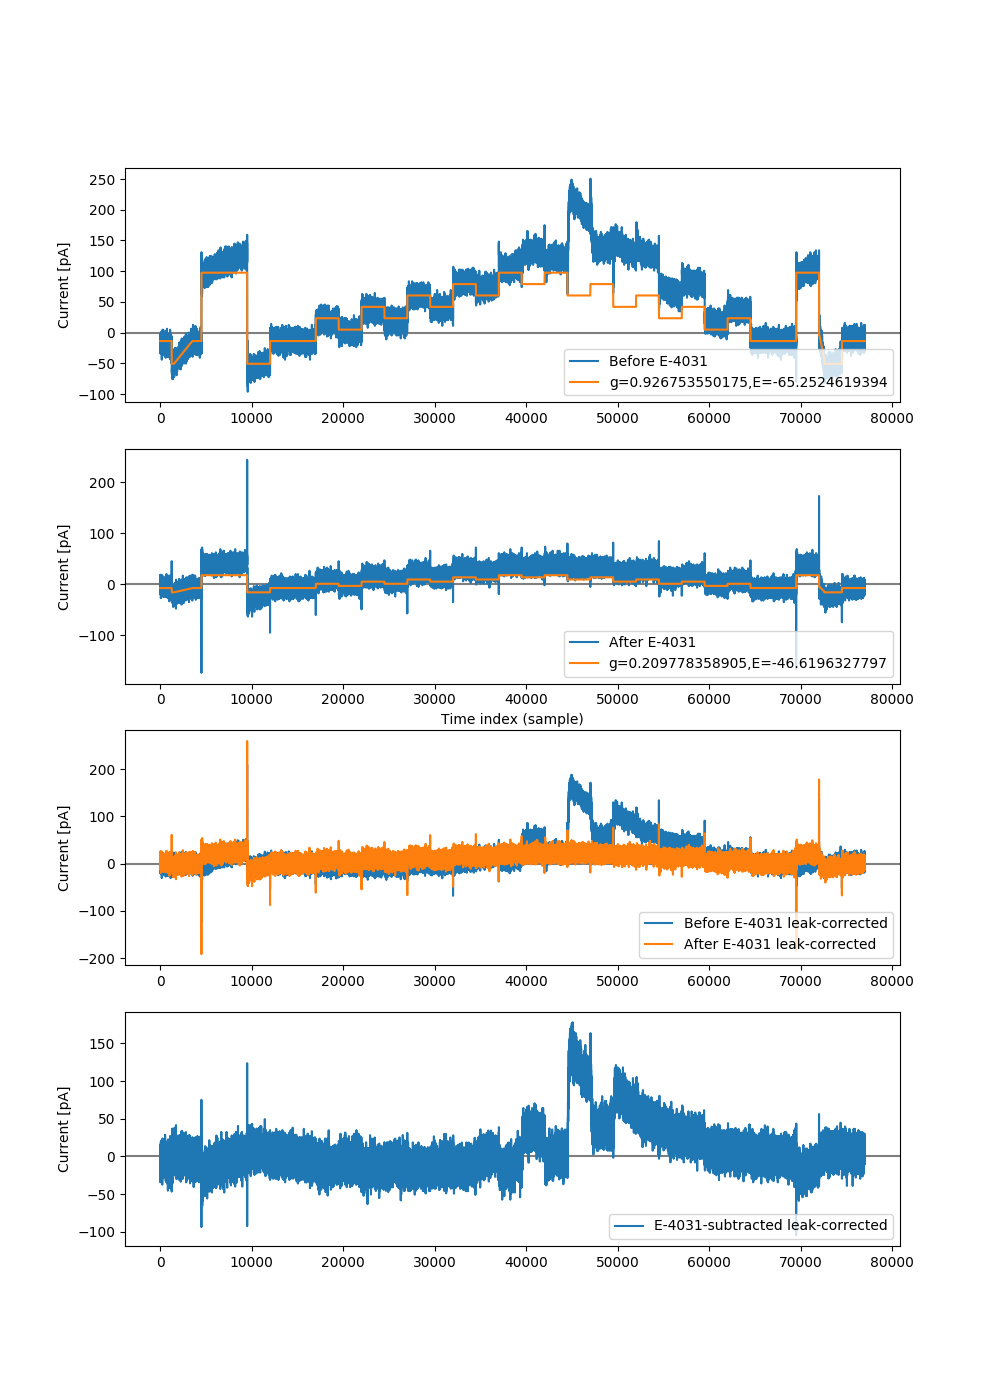 250
200
150
100
50
0
−50
−100
Current [pA]
Before E-4031
g=0.926753550175,E=-65.2524619394
0 10000 20000 30000 40000 50000 60000 70000 80000
200
100
0
−100
Current [pA]
After E-4031
g=0.209778358905,E=-46.6196327797
0 10000 20000 30000 40000 50000 60000 70000 80000
Time index (sample)
200
100
0
−100
−200
Current [pA]
Before E-4031 leak-corrected
After E-4031 leak-corrected
0 10000 20000 30000 40000 50000 60000 70000 80000
150
100
50
0
−50
−100
Current [pA]
E-4031-subtracted leak-corrected
0 10000 20000 30000 40000 50000 60000 70000 80000